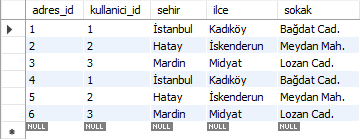 adres_id kullanici_id sehir ilce sokak
1 1 İstanbul Kadıköy Bağdat Cad.
2 2 Hatay İskenderun Meydan Mah.
3 3 Mardin Midyat Lozan Cad.
4 1 İstanbul Kadıköy Bağdat Cad.
5 2 Hatay İskenderun Meydan Mah.
6 3 Mardin Midyat Lozan Cad.
NULL NULL NULL NULL NULL